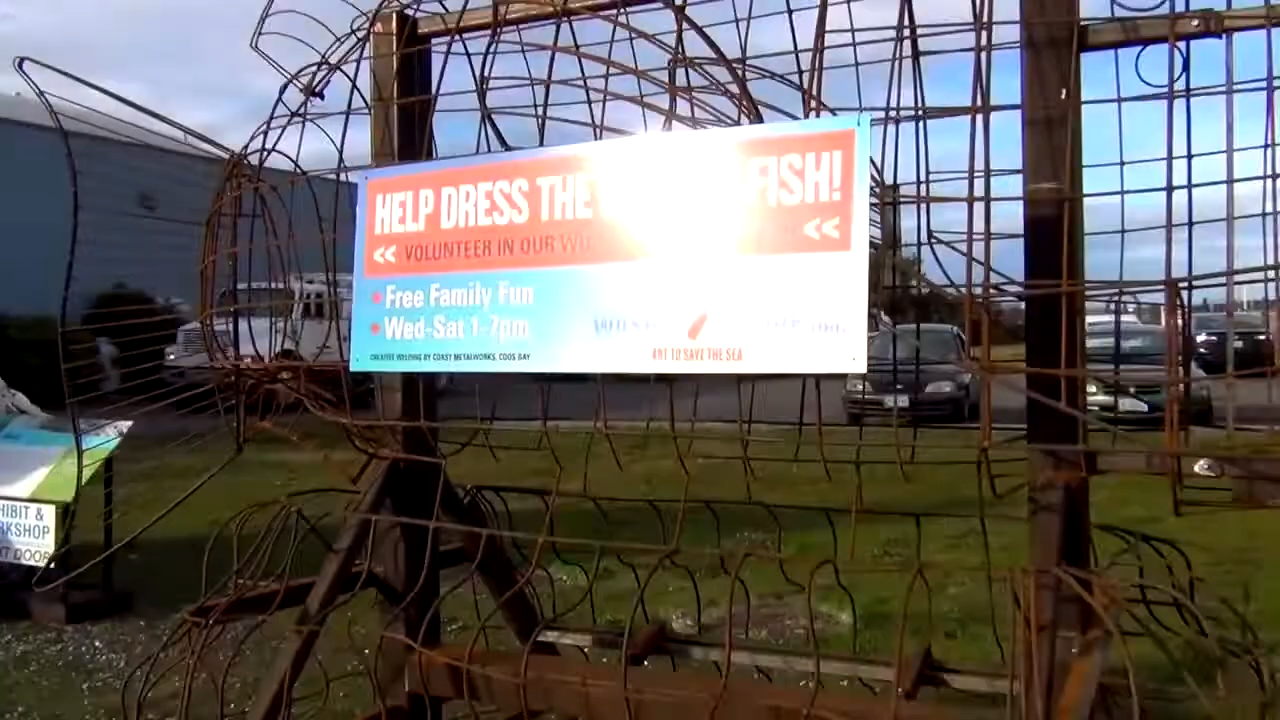 HELP DRESS THE FISH!
<< VOLUNTEER IN OUR <<
• Free Family Fun
• Wed-Sat 1-7pm
CREATIVE WELDING BY COAST METALWORKS, COOS BAY
ART TO SAVE THE SEA
HIBIT &
RKSHOP
XT DOOR